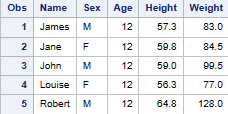 Obs Name Sex Age Height Weight
1 James M 12 57.3 83.0
2 Jane F 12 59.8 84.5
3 John M 12 59.0 99.5
4 Louise F 12 56.3 77.0
5 Robert M 12 64.8 128.0